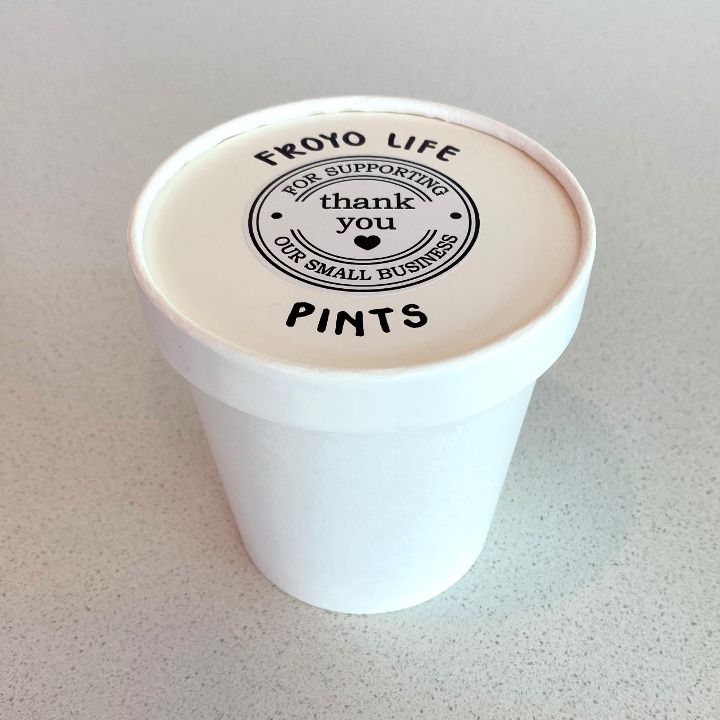 FROYO LIFE
FOR SUPPORTING
thank
you
OUR SMALL BUSINESS
PINTS